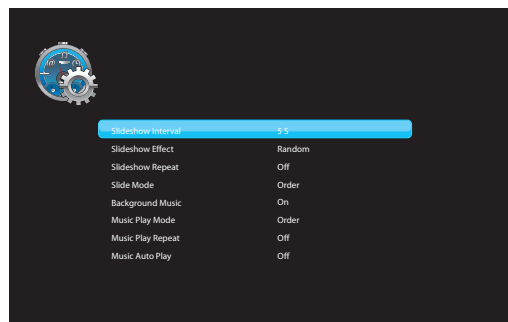 Slideshow Interval 5 S
Slideshow Effect Random
Slideshow Repeat Off
Slide Mode Order
Background Music On
Music Play Mode Order
Music Play Repeat Off
Music Auto Play Off